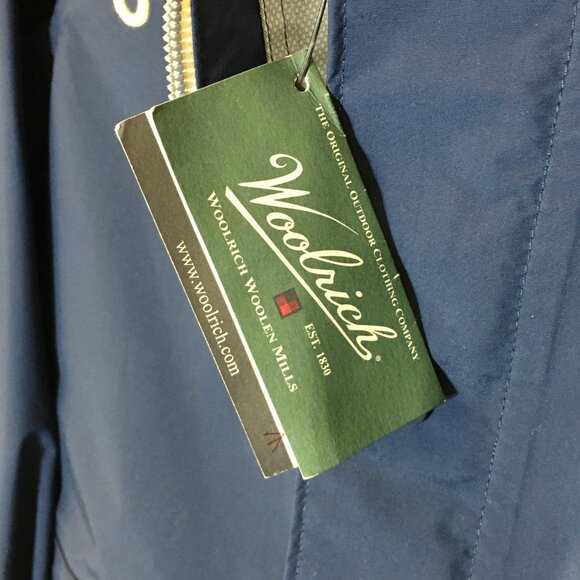 THE ORIGINAL OUTDOOR CLOTHING COMPANY
Woolrich®
WOOLRICH WOOLEN MILLS
EST. 1830
www.woolrich.com